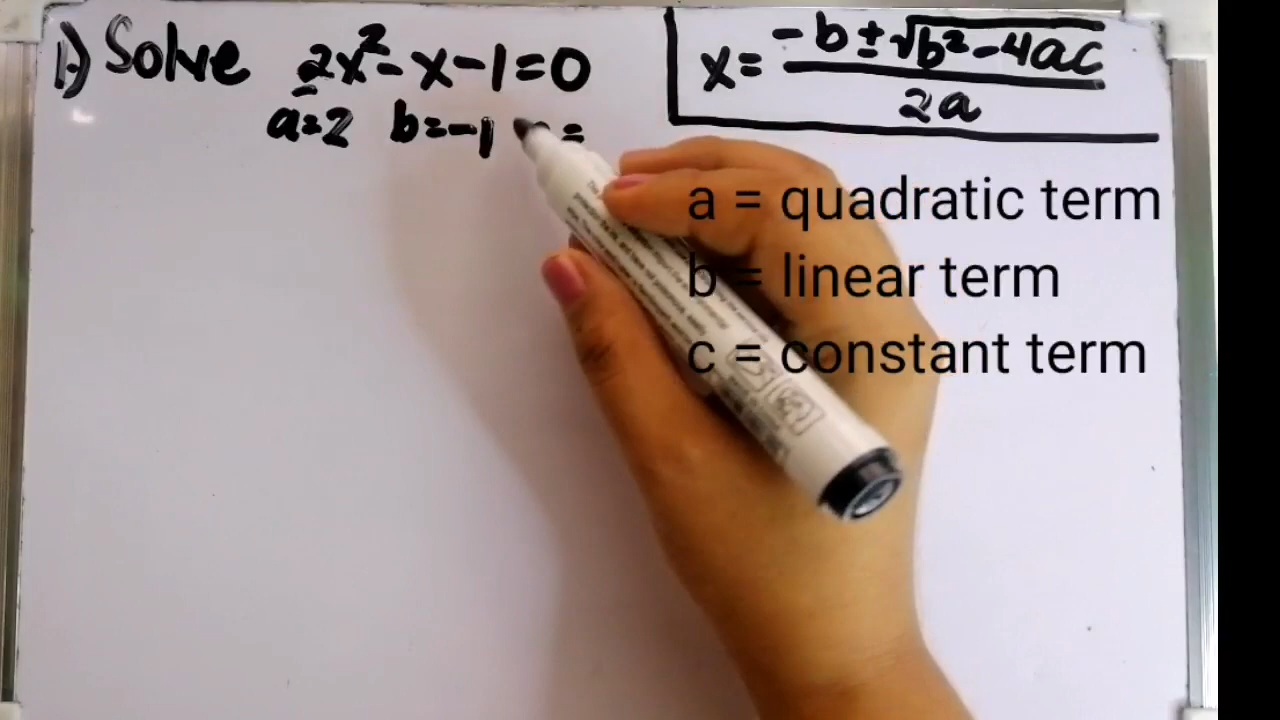 1.) Solve 2x² - x - 1 = 0
a = 2 b = -1 =
x = -b ± √b² - 4ac
2a
a = quadratic term
b = linear term
c = constant term